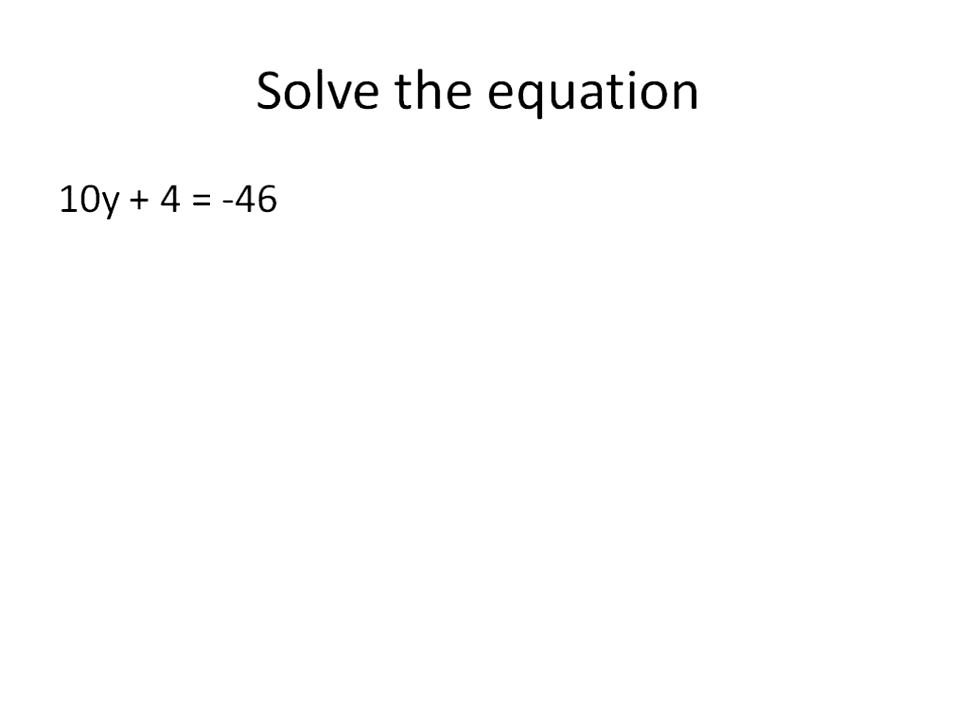 Solve the equation
10y + 4 = -46